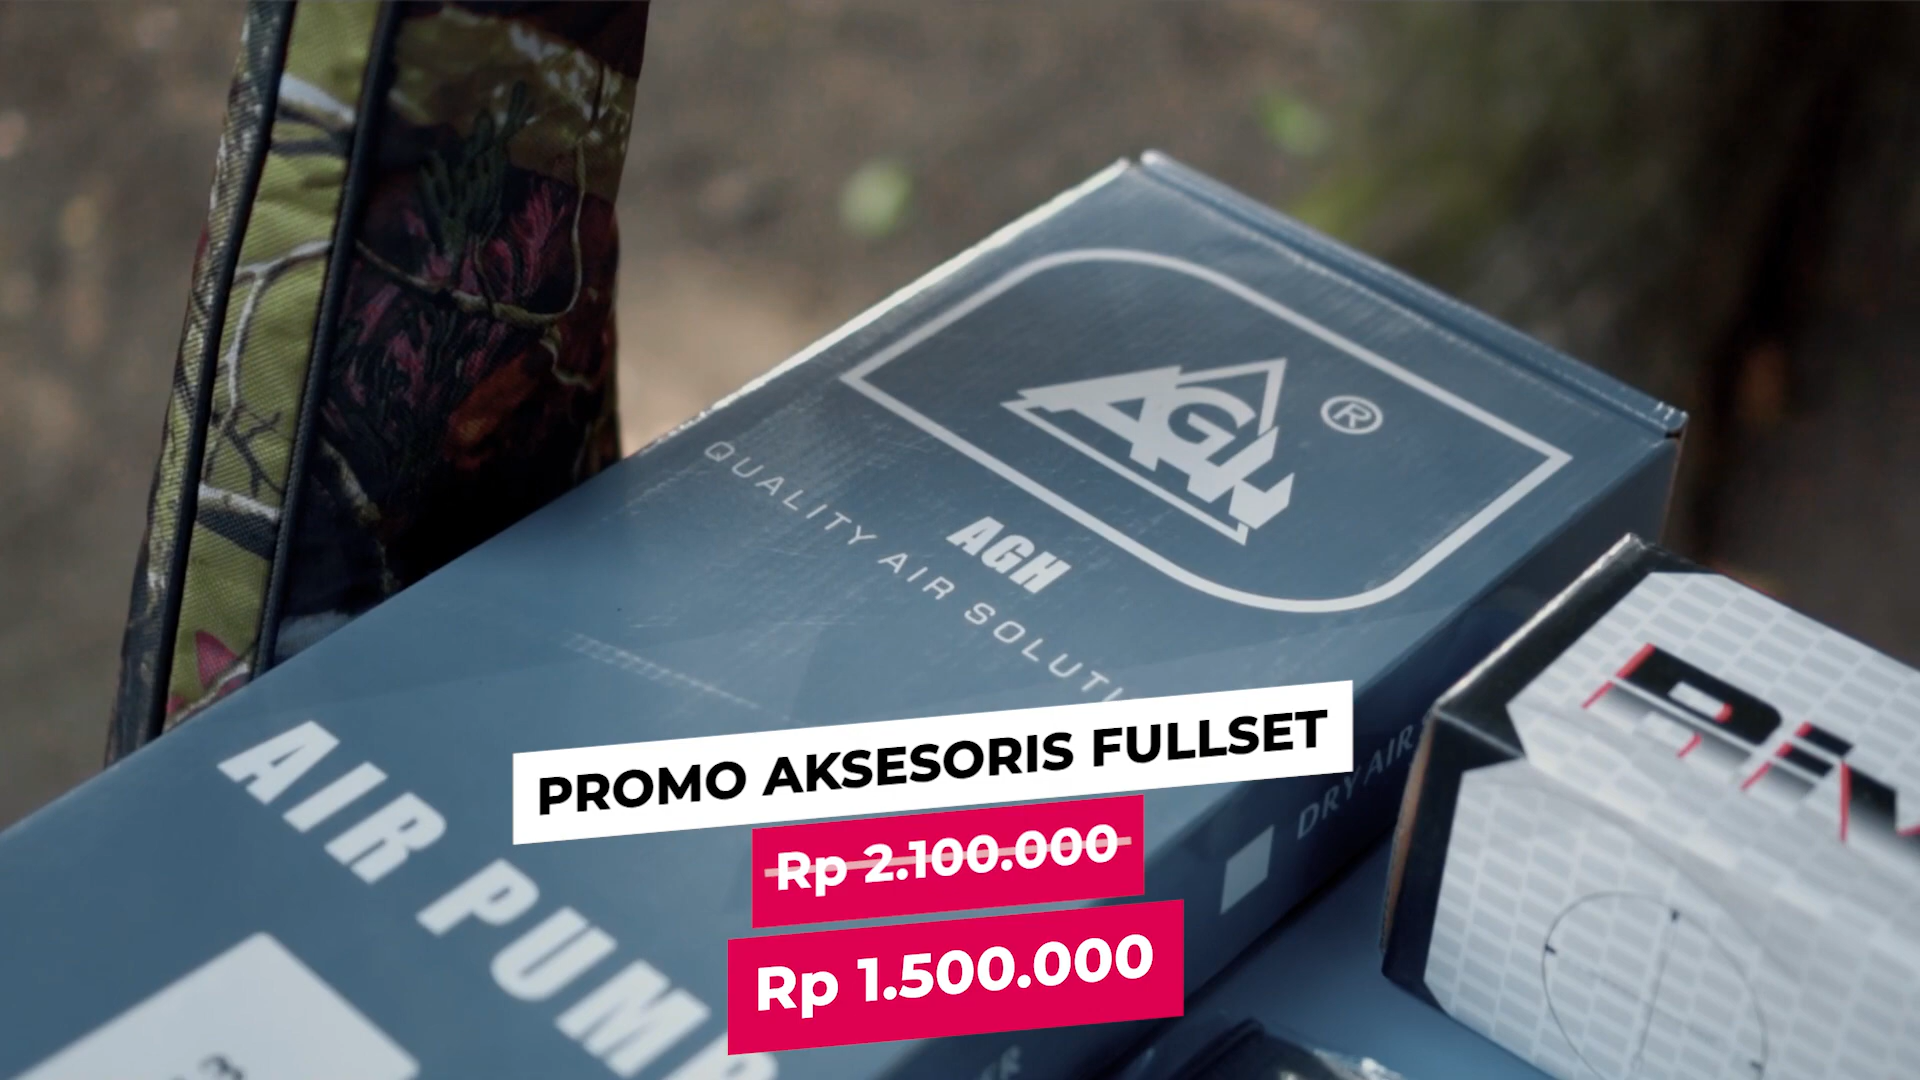 AGH
®
AGH
QUALITY AIR
AIR PUMP
DRY AIR
PROMO AKSESORIS FULLSET
Rp 2.100.000
Rp 1.500.000